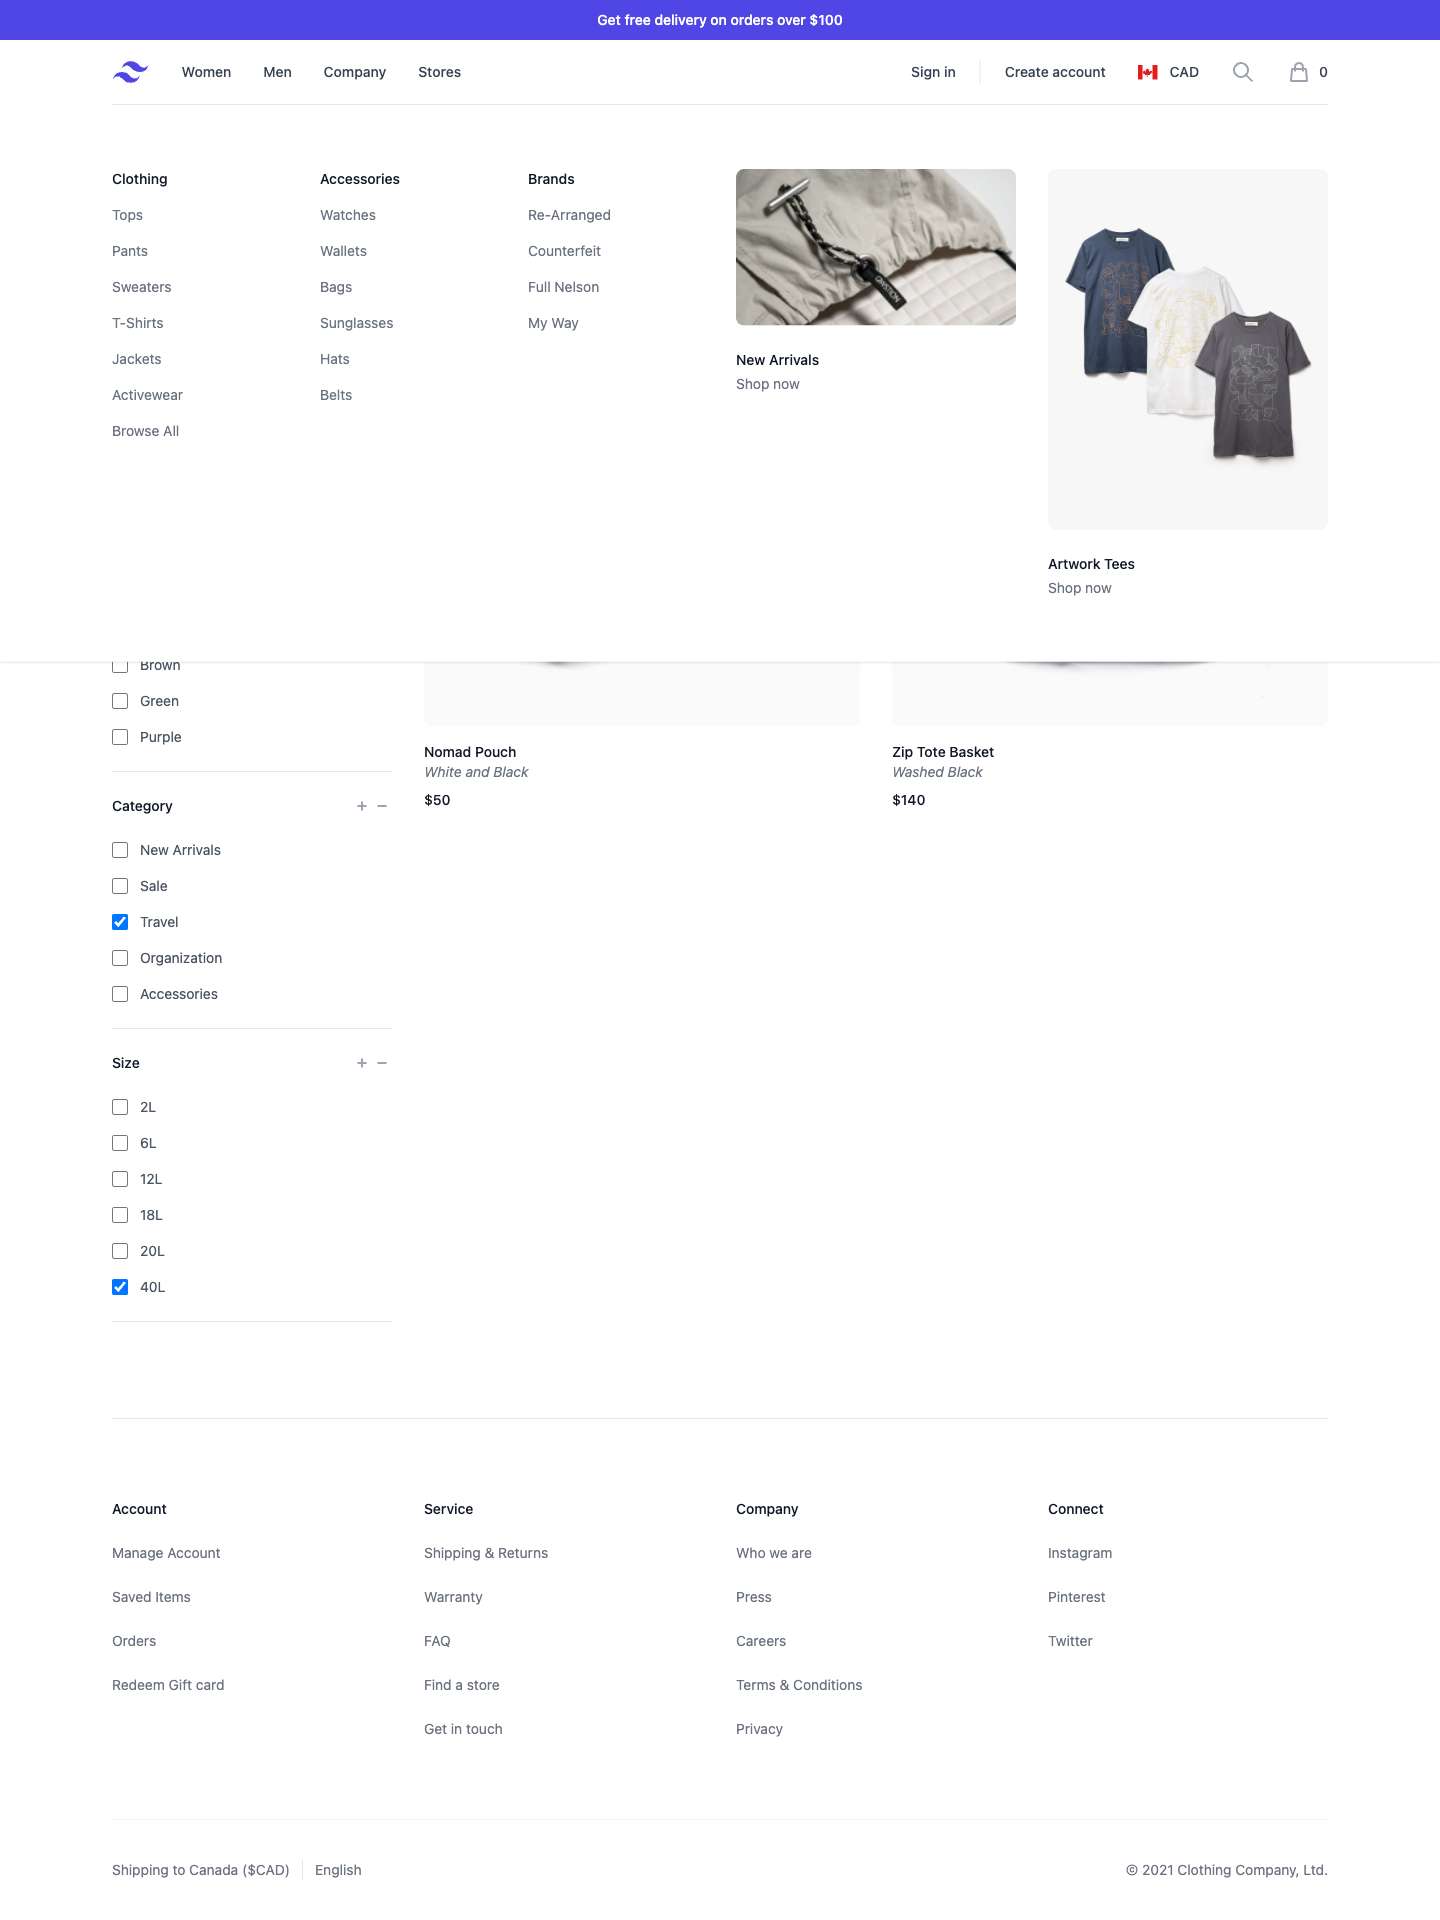 Get free delivery on orders over $100
Women
Men
Company
Stores
Sign in
Create account
CAD
0
Clothing
Tops
Pants
Sweaters
T-Shirts
Jackets
Activewear
Browse All
Accessories
Watches
Wallets
Bags
Sunglasses
Hats
Belts
Brands
Re-Arranged
Counterfeit
Full Nelson
My Way
New Arrivals
Shop now
Artwork Tees
Shop now
Brown
Green
Purple
Category
New Arrivals
Sale
Travel
Organization
Accessories
Size
2L
6L
12L
18L
20L
40L
Nomad Pouch
White and Black
$50
Zip Tote Basket
Washed Black
$140
Account
Manage Account
Saved Items
Orders
Redeem Gift card
Service
Shipping & Returns
Warranty
FAQ
Find a store
Get in touch
Company
Who we are
Press
Careers
Terms & Conditions
Privacy
Connect
Instagram
Pinterest
Twitter
Shipping to Canada ($CAD)
English
© 2021 Clothing Company, Ltd.